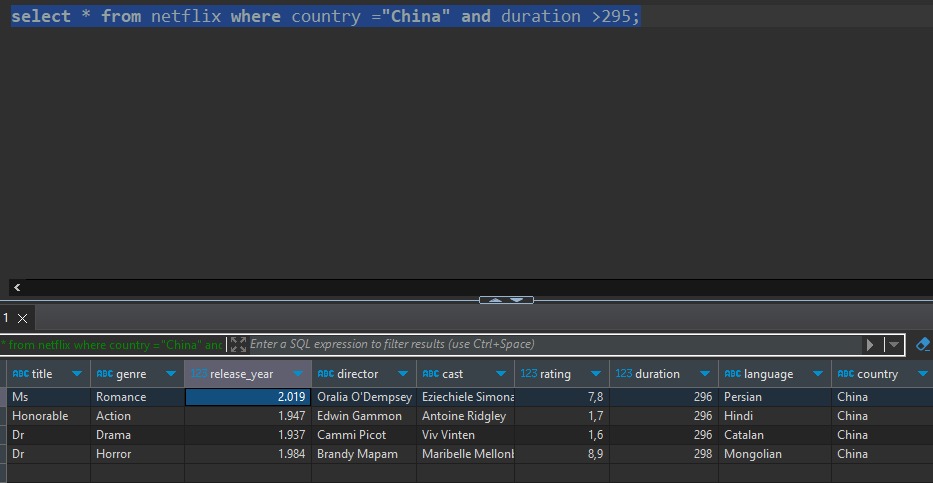 select * from netflix where country ="China" and duration >295;
1
* from netflix where country ="China" and Enter a SQL expression to filter results (use Ctrl+Space)
ABC title ABC genre 123 release_year ABC director ABC cast 123 rating 123 duration ABC language ABC country
Ms Romance 2.019 Oralia O'Dempsey Eziechiele Simona 7,8 296 Persian China
Honorable Action 1.947 Edwin Gammon Antoine Ridgley 1,7 296 Hindi China
Dr Drama 1.937 Cammi Picot Viv Vinten 1,6 296 Catalan China
Dr Horror 1.984 Brandy Mapam Maribelle Mellonb 8,9 298 Mongolian China